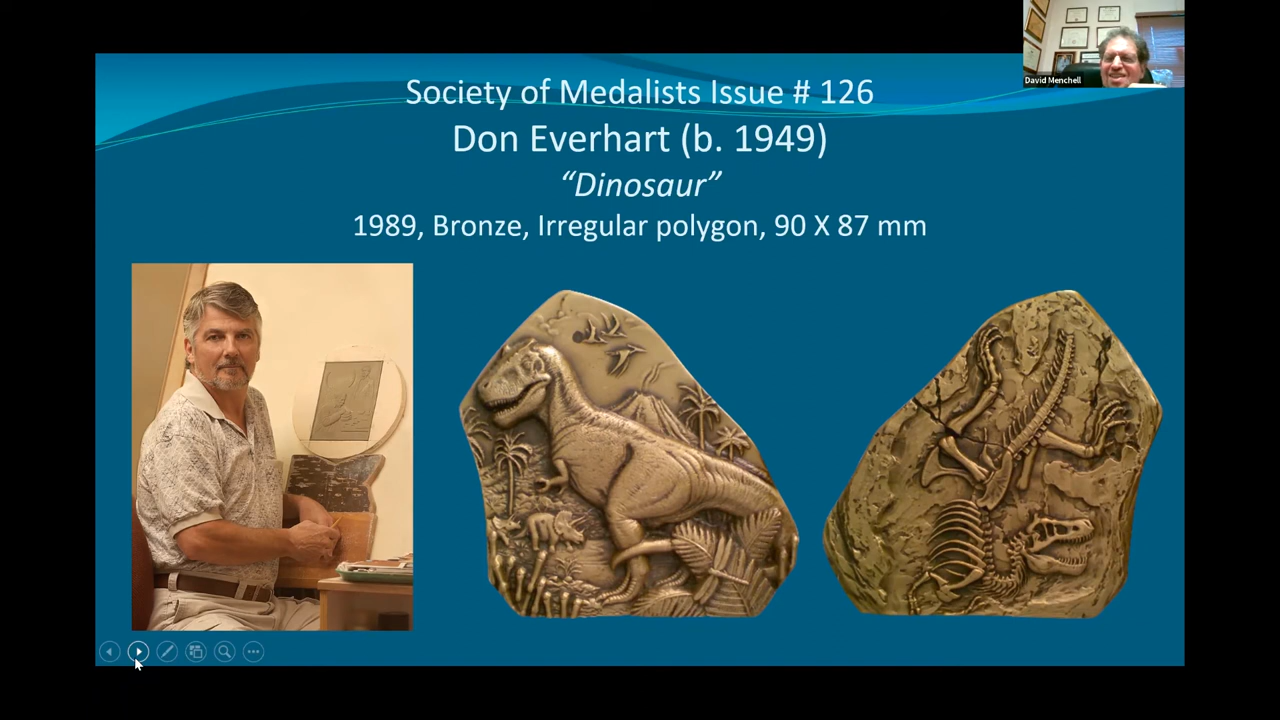 Society of Medalists Issue # 126
Don Everhart (b. 1949)
“Dinosaur”
1989, Bronze, Irregular polygon, 90 X 87 mm
David Menchell